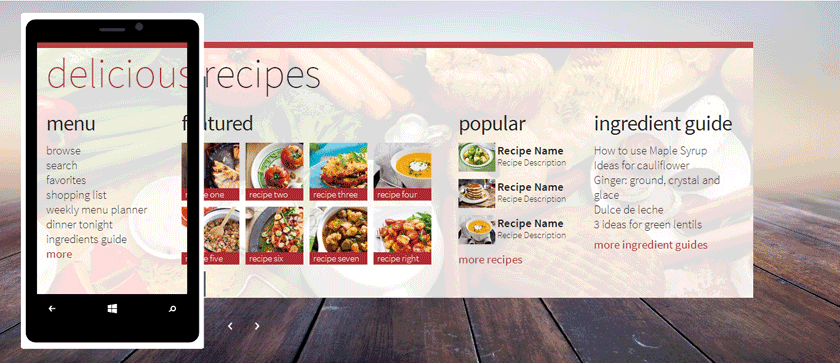 delicious recipes
menu
browse
search
favorites
shopping list
weekly menu planner
dinner tonight
ingredients guide
more
featured
recipe one
recipe two
recipe three
recipe four
recipe five
recipe six
recipe seven
recipe right
popular
Recipe Name
Recipe Description
Recipe Name
Recipe Description
Recipe Name
Recipe Description
more recipes
ingredient guide
How to use Maple Syrup
Ideas for cauliflower
Ginger: ground, crystal and
glace
Dulce de leche
3 ideas for green lentils
more ingredient guides